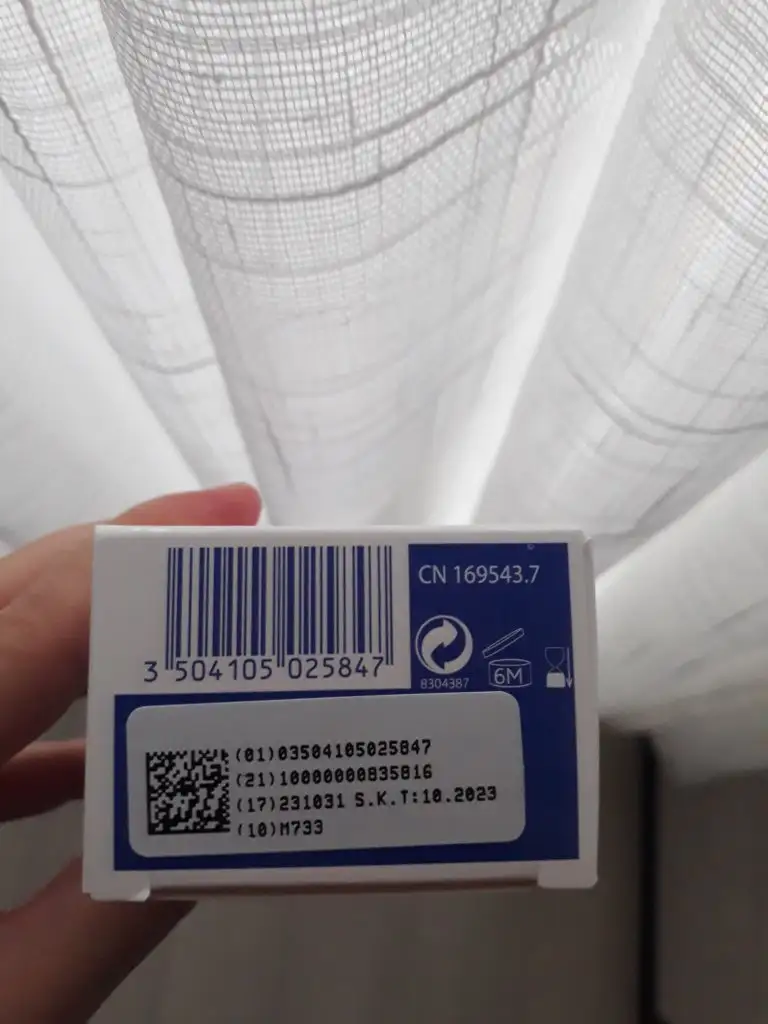 CN 169543.7
3 504105 025847
8304387
6M
(01)03504105025847
(21)10000000835816
(17)231031 S.K.T:10.2023
(10)M733